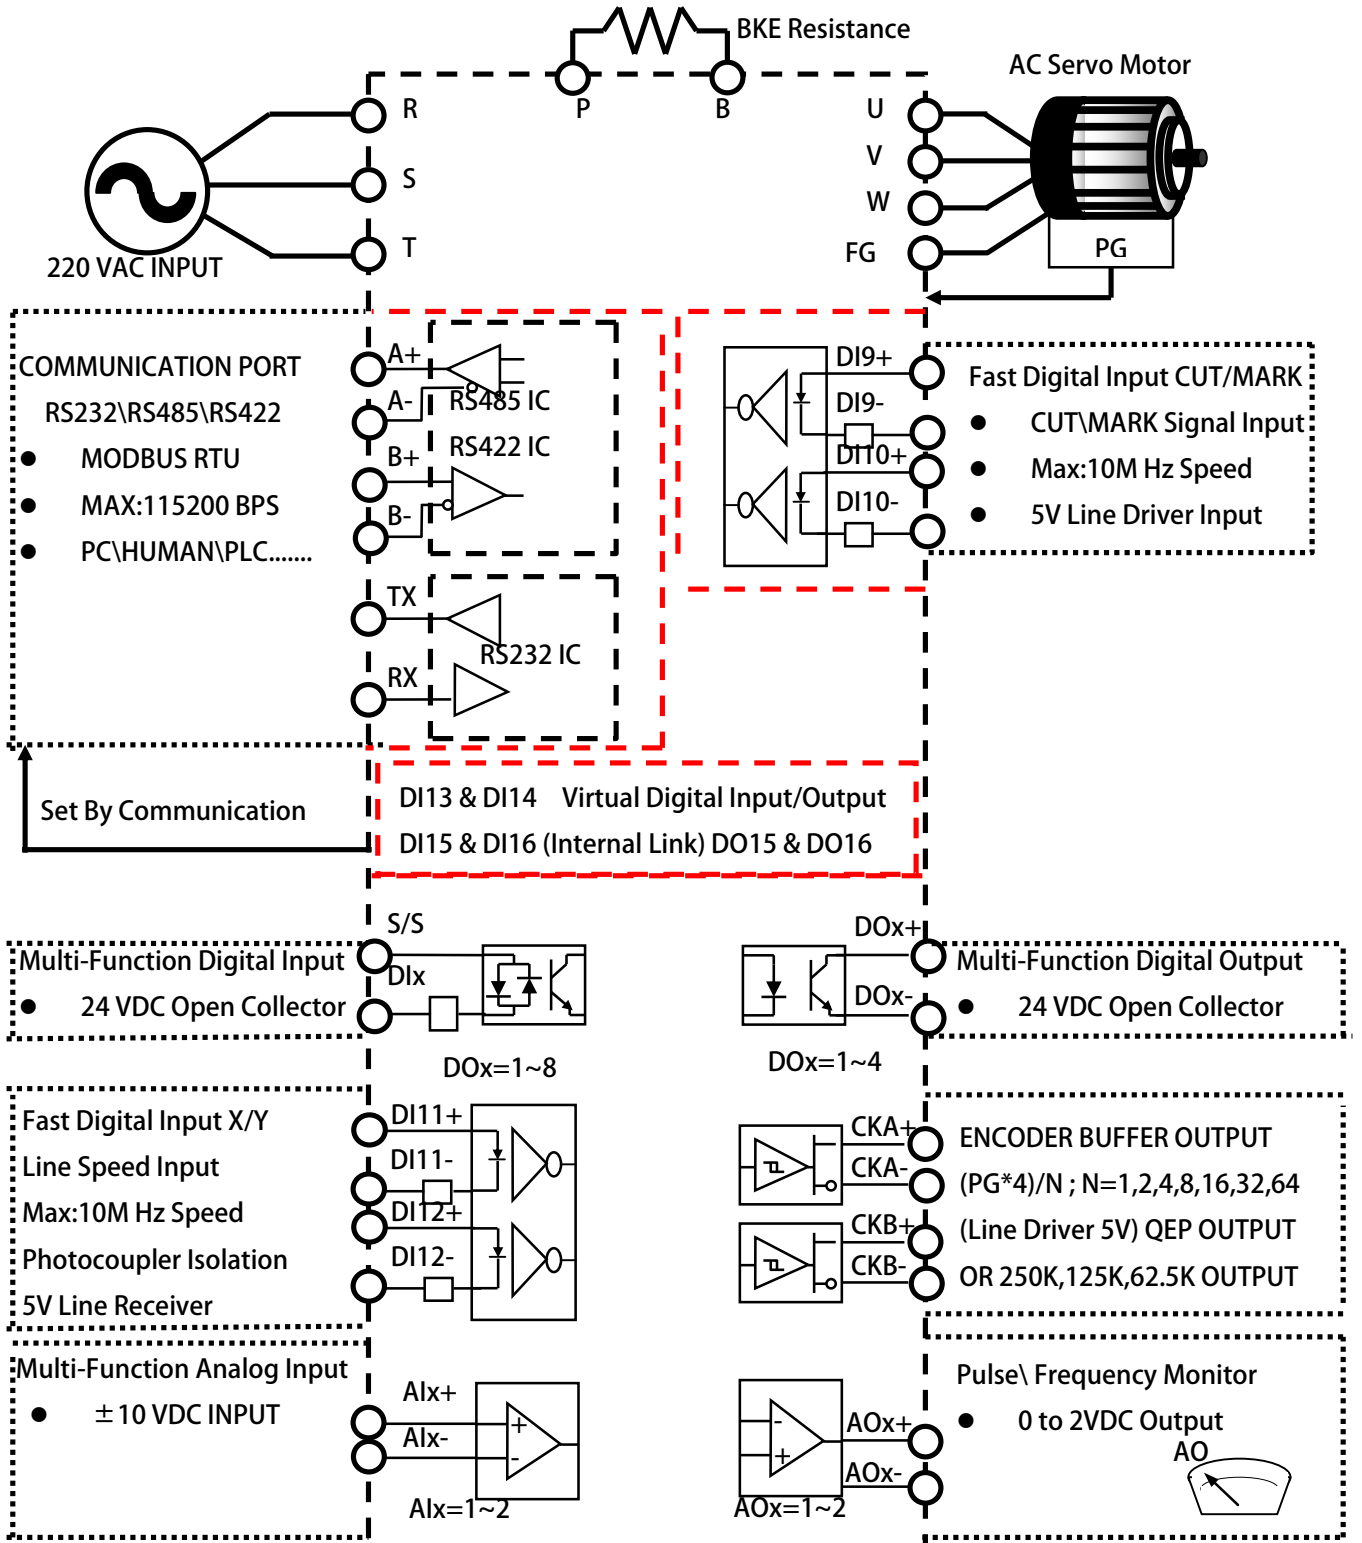 BKE Resistance
AC Servo Motor
P
B
R
S
T
220 VAC INPUT
U
V
W
FG
PG
COMMUNICATION PORT
RS232\RS485\RS422
● MODBUS RTU
● MAX:115200 BPS
● PC\HUMAN\PLC.......
A+
A-
B+
B-
RS485 IC
RS422 IC
TX
RX
RS232 IC
DI9+
DI9-
DI10+
DI10-
Fast Digital Input CUT/MARK
● CUT\MARK Signal Input
● Max:10M Hz Speed
● 5V Line Driver Input
Set By Communication
DI13 & DI14 Virtual Digital Input/Output
DI15 & DI16 (Internal Link) DO15 & DO16
S/S
DIx
Multi-Function Digital Input
● 24 VDC Open Collector
DOx=1~8
DOx+
DOx-
DOx=1~4
Multi-Function Digital Output
● 24 VDC Open Collector
Fast Digital Input X/Y
Line Speed Input
Max:10M Hz Speed
Photocoupler Isolation
5V Line Receiver
DI11+
DI11-
DI12+
DI12-
CKA+
CKA-
CKB+
CKB-
ENCODER BUFFER OUTPUT
(PG*4)/N ; N=1,2,4,8,16,32,64
(Line Driver 5V) QEP OUTPUT
OR 250K,125K,62.5K OUTPUT
Multi-Function Analog Input
● ±10 VDC INPUT
AIx+
AIx-
+
-
AIx=1~2
-
+
AOx+
AOx-
AOx=1~2
Pulse\ Frequency Monitor
● 0 to 2VDC Output
AO